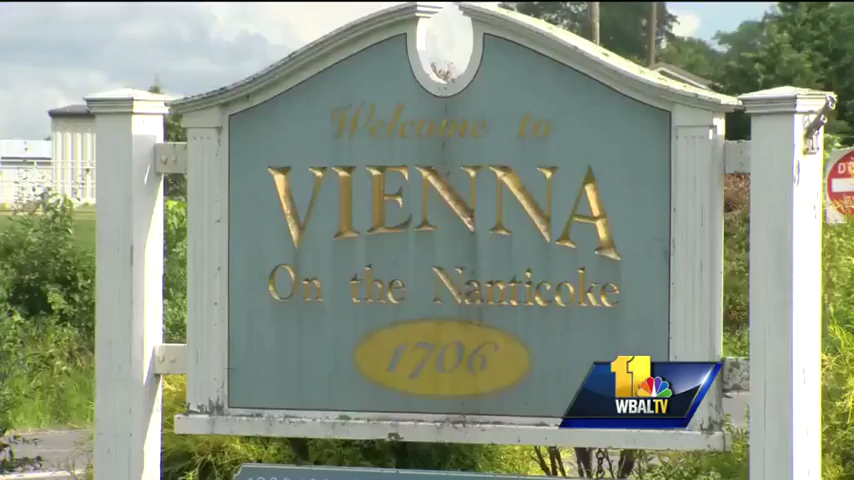 Welcome to
VIENNA
On the Nanticoke
1706
11
WBALTV